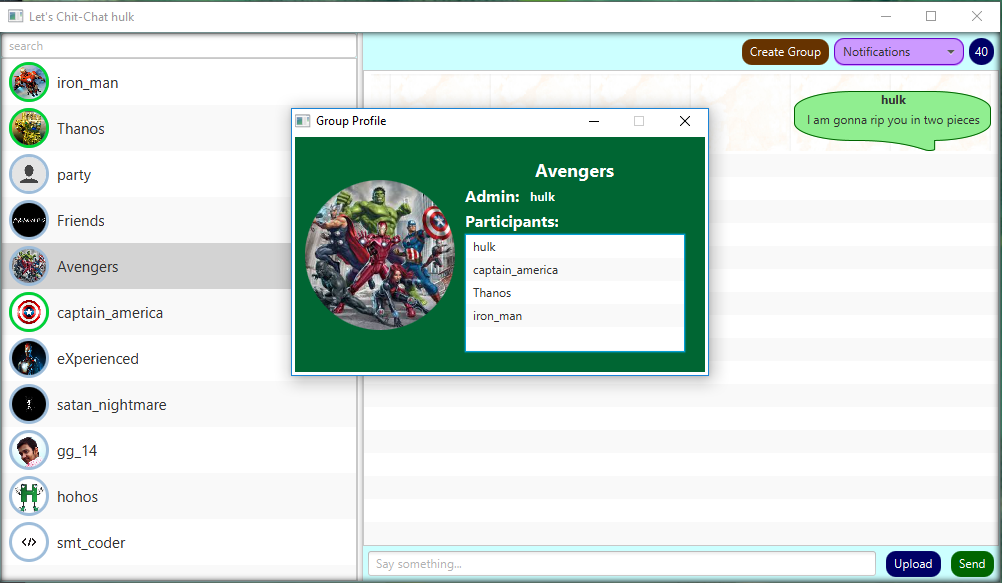 Let's Chit-Chat hulk
search
iron_man
Thanos
party
Friends
Avengers
captain_america
eXperienced
satan_nightmare
gg_14
hohos
smt_coder
Create Group
Notifications
40
hulk
I am gonna rip you in two pieces
Group Profile
Avengers
Admin: hulk
Participants:
hulk
captain_america
Thanos
iron_man
Say something...
Upload
Send